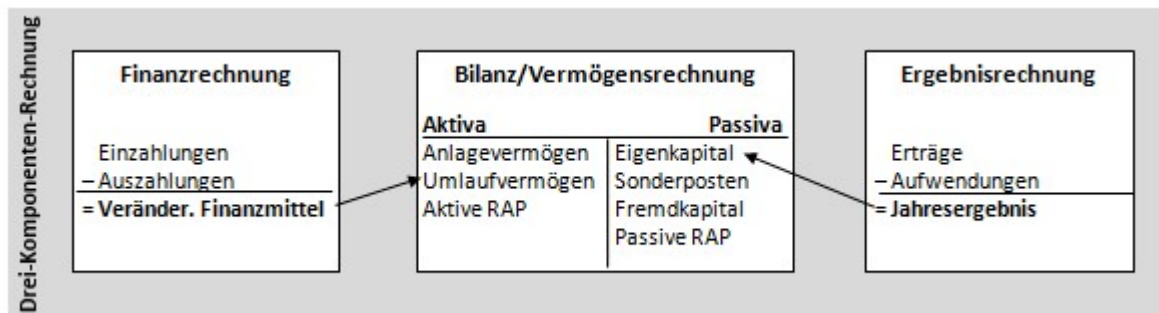 Drei-Komponenten-Rechnung
Finanzrechnung
Einzahlungen
– Auszahlungen
= Veränder. Finanzmittel
Bilanz/Vermögensrechnung
Aktiva Passiva
Anlagevermögen Eigenkapital
Umlaufvermögen Sonderposten
Aktive RAP Fremdkapital
Passive RAP
Ergebnisrechnung
Erträge
– Aufwendungen
= Jahresergebnis